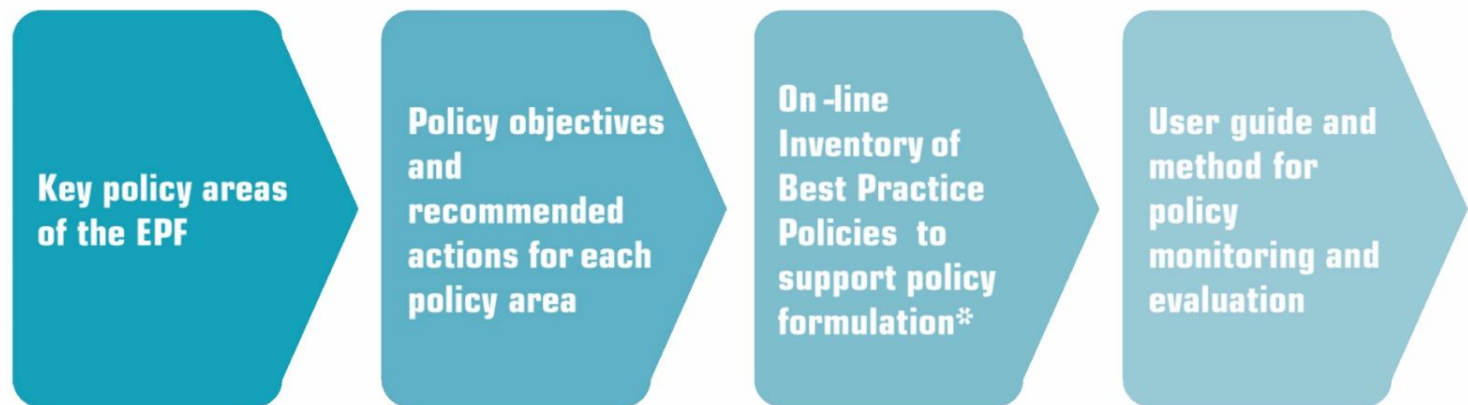 Key policy areas
of the EPF
Policy objectives
and
recommended
actions for each
policy area
On-line
Inventory of
Best Practice
Policies to
support policy
formulation*
User guide and
method for
policy
monitoring and
evaluation